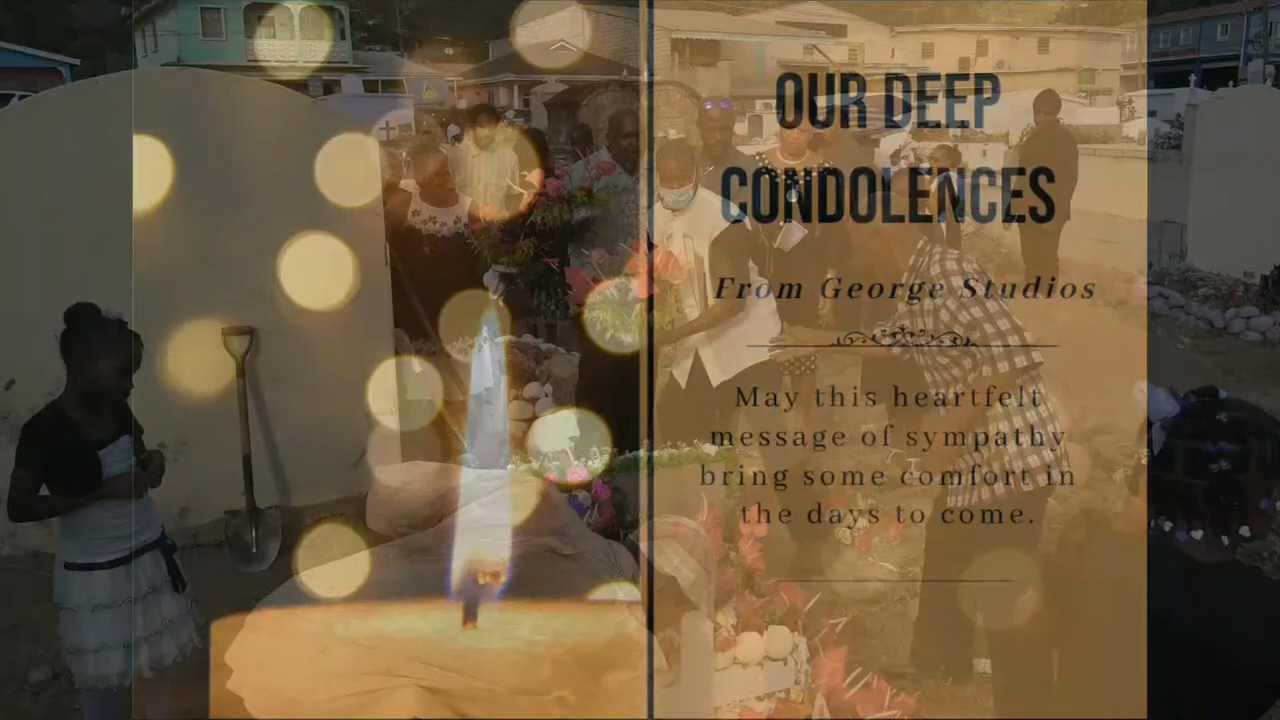 OUR DEEP
CONDOLENCES
From George Studios
May this heartfelt
message of sympathy
bring some comfort in
the days to come.